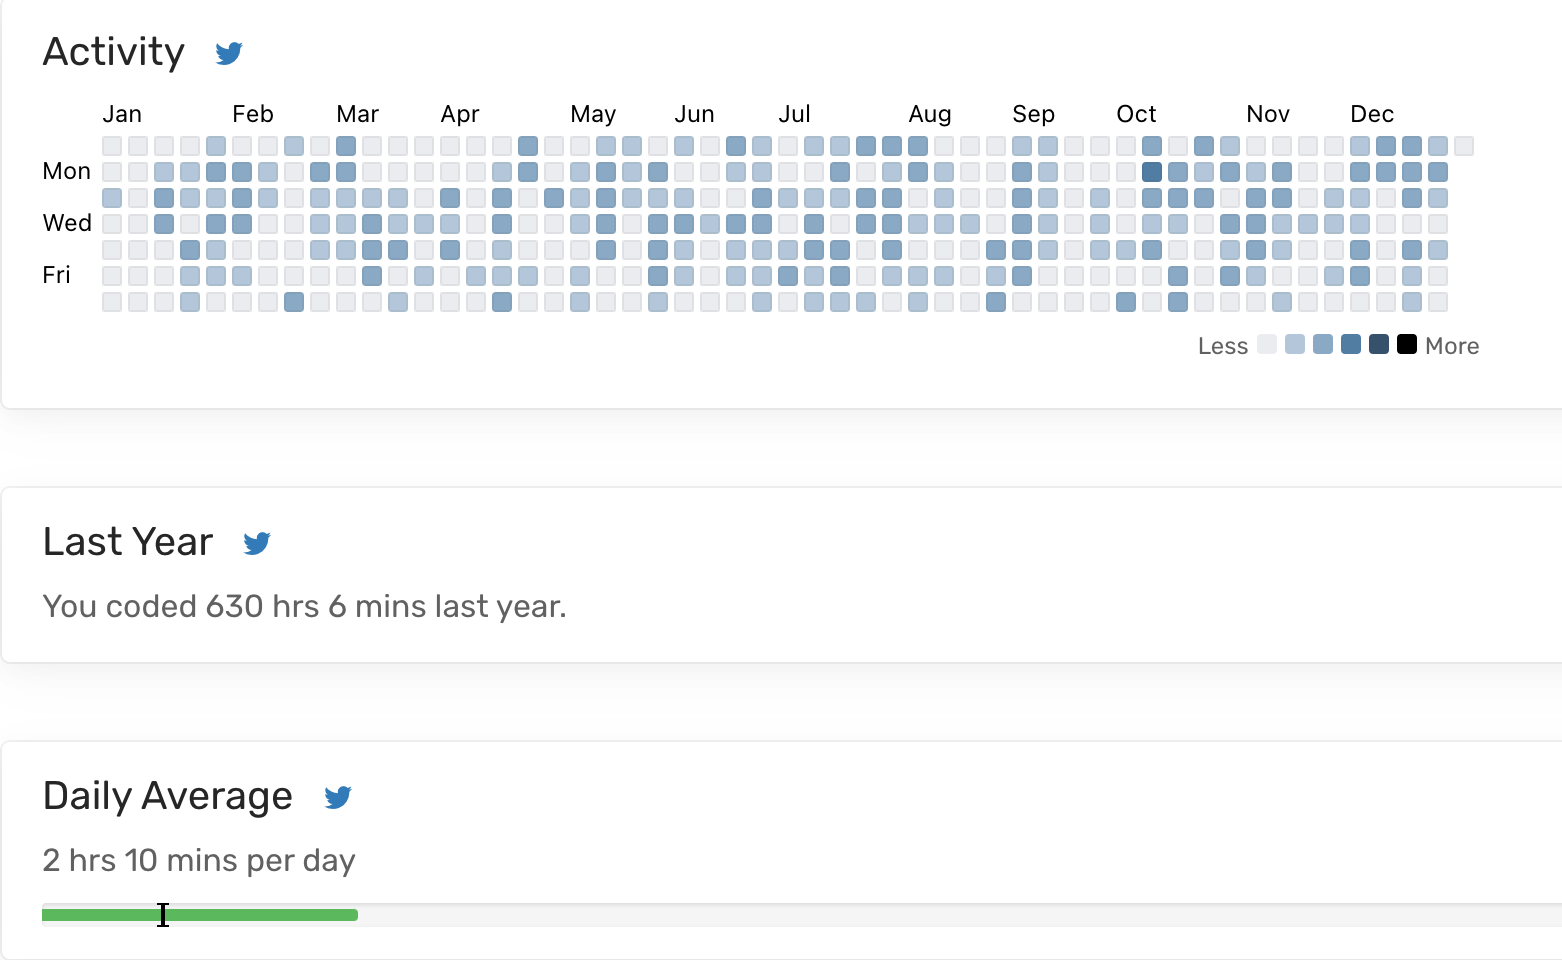 Activity
Jan Feb Mar Apr May Jun Jul Aug Sep Oct Nov Dec
Mon
Wed
Fri
Less More
Last Year
You coded 630 hrs 6 mins last year.
Daily Average
2 hrs 10 mins per day